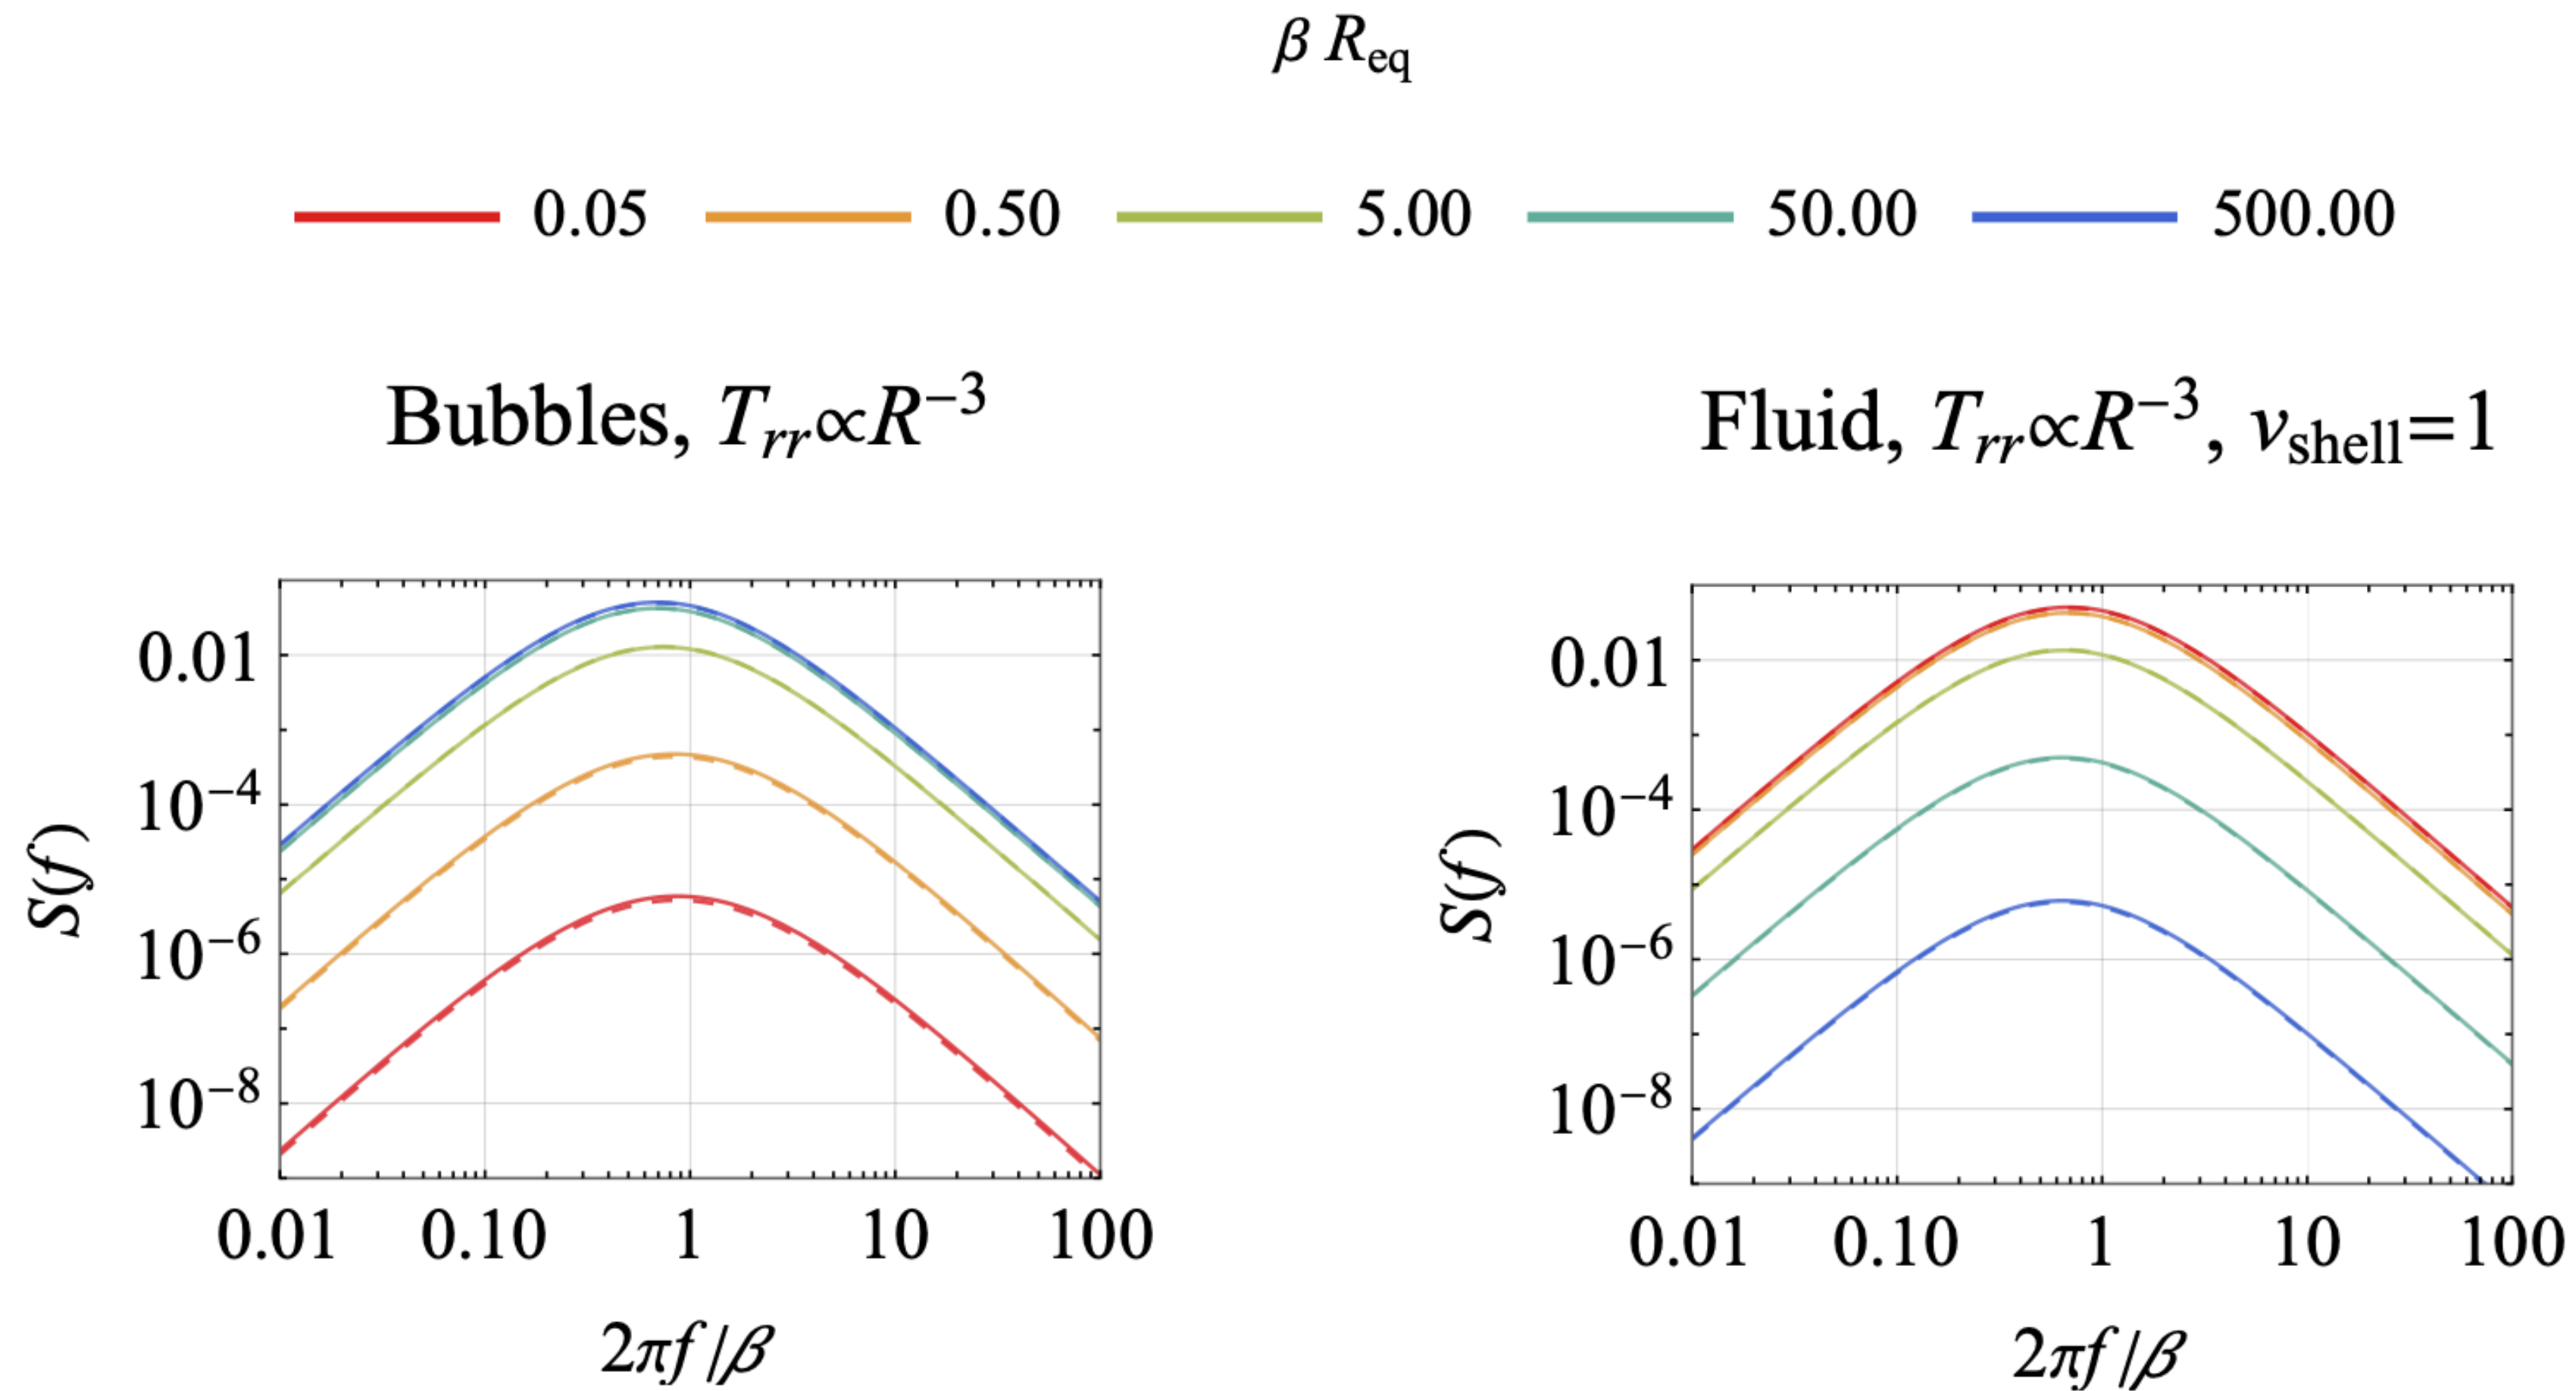 β R_eq
0.05 0.50 5.00 50.00 500.00
Bubbles, T_rr∝R^−3
S(f)
0.01
10^−4
10^−6
10^−8
0.01 0.10 1 10 100
2πf/β
Fluid, T_rr∝R^−3, v_shell=1
S(f)
0.01
10^−4
10^−6
10^−8
0.01 0.10 1 10 100
2πf/β